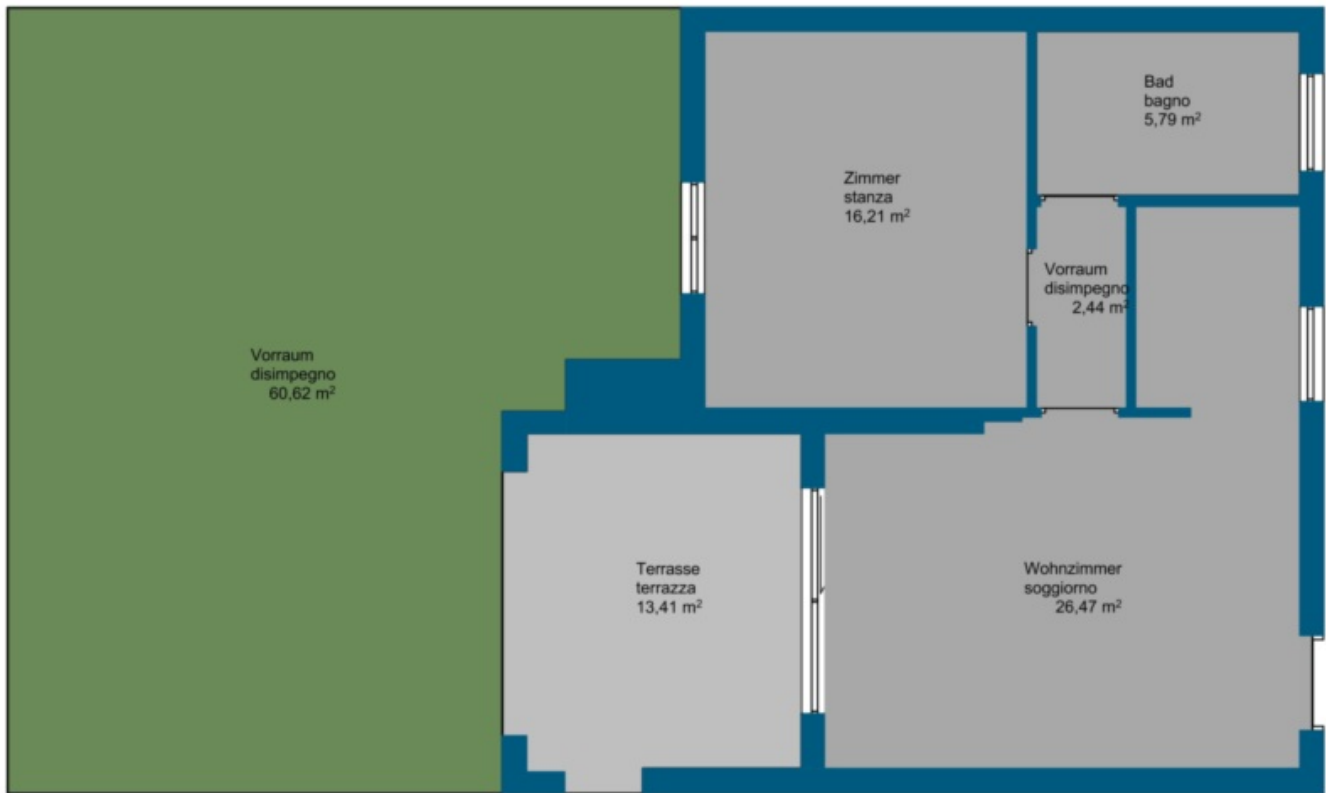 Bad
bagno
5,79 m²
Zimmer
stanza
16,21 m²
Vorraum
disimpegno
2,44 m²
Vorraum
disimpegno
60,62 m²
Terrasse
terrazza
13,41 m²
Wohnzimmer
soggiorno
26,47 m²